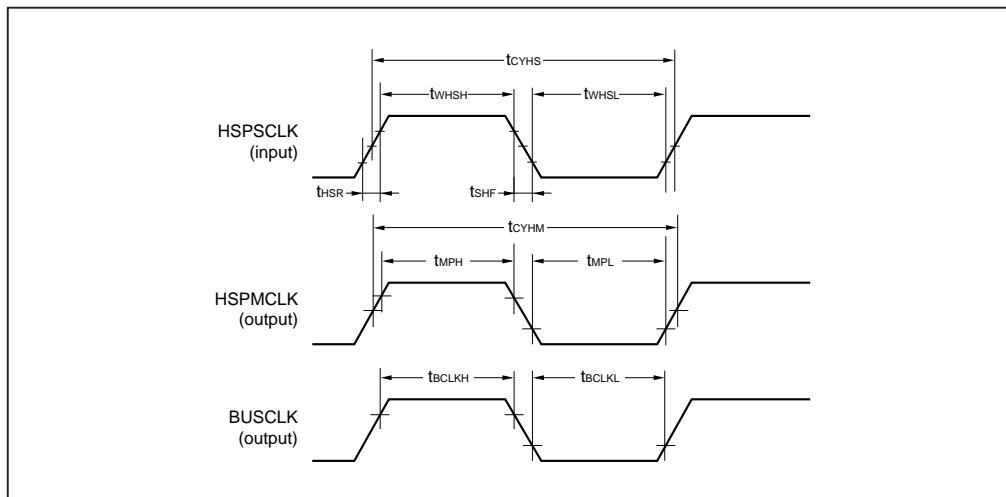 tCYHS
tWHSH
tWHSL
HSPSCLK
(input)
tHSR
tSHF
tCYHM
tMPH
tMPL
HSPMCLK
(output)
tBCLKH
tBCLKL
BUSCLK
(output)